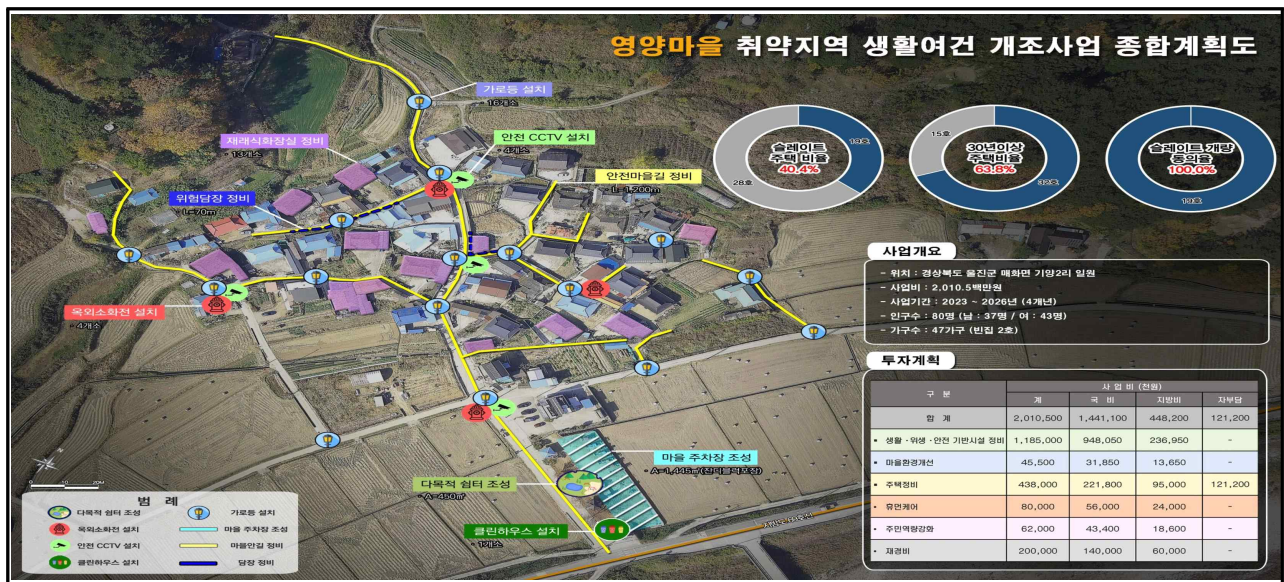 영양마을 취약지역 생활여건 개조사업 종합계획도
가로등 설치
- 16개소
재래식화장실 정비
- 13개소
안전 CCTV 설치
- 4개소
안전마을길 정비
- L=1,200m
위험담장 정비
- L=70m
옥외소화전 설치
- 4개소
마을 주차장 조성
- A=1,445㎡(잔디블럭포장)
다목적 쉼터 조성
- A=450㎡
클린하우스 설치
- 1개소
슬레이트
주택 비율
40.4%
19호
28호
30년이상
주택비율
63.8%
15호
32호
슬레이트 개량
동의율
100.0%
19호
사업개요
- 위치 : 경상북도 울진군 매화면 기양2리 일원
- 사업비 : 2,010.5백만원
- 사업기간 : 2023 ~ 2026년 (4개년)
- 인구수 : 80명 (남 : 37명 / 여 : 43명)
- 가구수 : 47가구 (빈집 2호)
투자계획
구 분 사 업 비 (천원)
계 국 비 지방비 자부담
합 계 2,010,500 1,441,100 448,200 121,200
• 생활·위생·안전 기반시설 정비 1,185,000 948,050 236,950 -
• 마을환경개선 45,500 31,850 13,650 -
• 주택정비 438,000 221,800 95,000 121,200
• 휴먼케어 80,000 56,000 24,000 -
• 주민역량강화 62,000 43,400 18,600 -
• 재경비 200,000 140,000 60,000 -
N
0 10 20M
범 례
다목적 쉼터 조성 가로등 설치
옥외소화전 설치 마을 주차장 조성
안전 CCTV 설치 마을안길 정비
클린하우스 설치 담장 정비